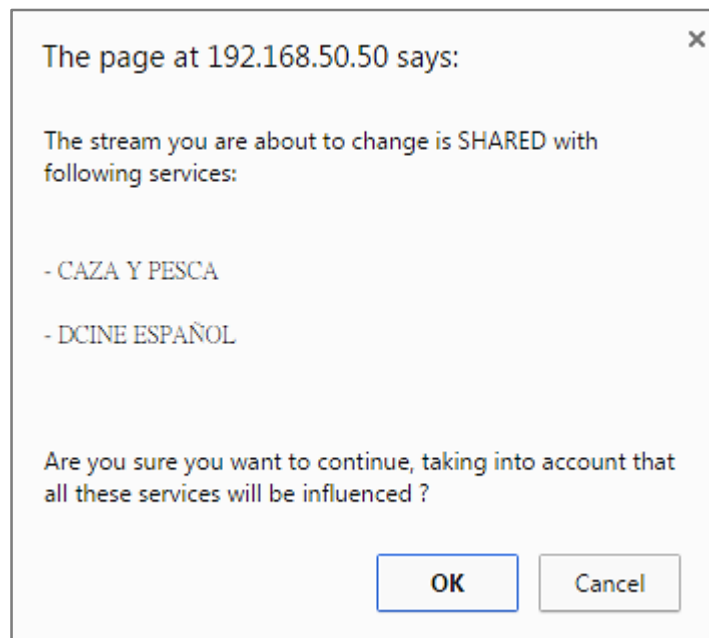 The page at 192.168.50.50 says:
The stream you are about to change is SHARED with
following services:
- CAZA Y PESCA
- DCINE ESPAÑOL
Are you sure you want to continue, taking into account that
all these services will be influenced ?
OK
Cancel